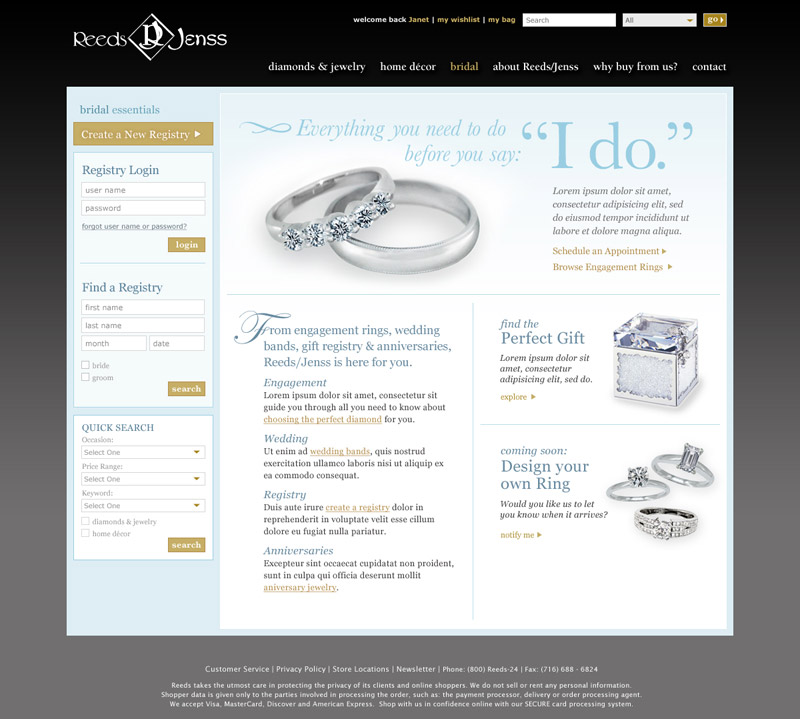 Reeds R Jenss
welcome back Janet | my wishlist | my bag
Search
All
go
diamonds & jewelry
home décor
bridal
about Reeds/Jenss
why buy from us?
contact
bridal essentials
Create a New Registry
Registry Login
user name
password
forgot user name or password?
login
Find a Registry
first name
last name
month
date
bride
groom
search
QUICK SEARCH
Occasion:
Select One
Price Range:
Select One
Keyword:
Select One
diamonds & jewelry
home décor
search
Everything you need to do
before you say:
“I do.”
Lorem ipsum dolor sit amet,
consectetur adipisicing elit, sed
do eiusmod tempor incididunt ut
labore et dolore magna aliqua.
Schedule an Appointment
Browse Engagement Rings
From engagement rings, wedding
bands, gift registry & anniversaries,
Reeds/Jenss is here for you.
Engagement
Lorem ipsum dolor sit amet, consectetur sit
guide you through all you need to know about
choosing the perfect diamond for you.
Wedding
Ut enim ad wedding bands, quis nostrud
exercitation ullamco laboris nisi ut aliquip ex
ea commodo consequat.
Registry
Duis aute irure create a registry dolor in
reprehenderit in voluptate velit esse cillum
dolore eu fugiat nulla pariatur.
Anniversaries
Excepteur sint occaecat cupidatat non proident,
sunt in culpa qui officia deserunt mollit
aniversary jewelry.
find the
Perfect Gift
Lorem ipsum dolor sit
amet, consectetur
adipisicing elit, sed do.
explore
coming soon:
Design your
own Ring
Would you like us to let
you know when it arrives?
notify me
Customer Service | Privacy Policy | Store Locations | Newsletter | Phone: (800) Reeds-24 | Fax: (716) 688 - 6824
Reeds takes the utmost care in protecting the privacy of its clients and online shoppers. We do not sell or rent any personal information.
Shopper data is given only to the parties involved in processing the order, such as: the payment processor, delivery or order processing agent.
We accept Visa, MasterCard, Discover and American Express. Shop with us in confidence online with our SECURE card processing system.